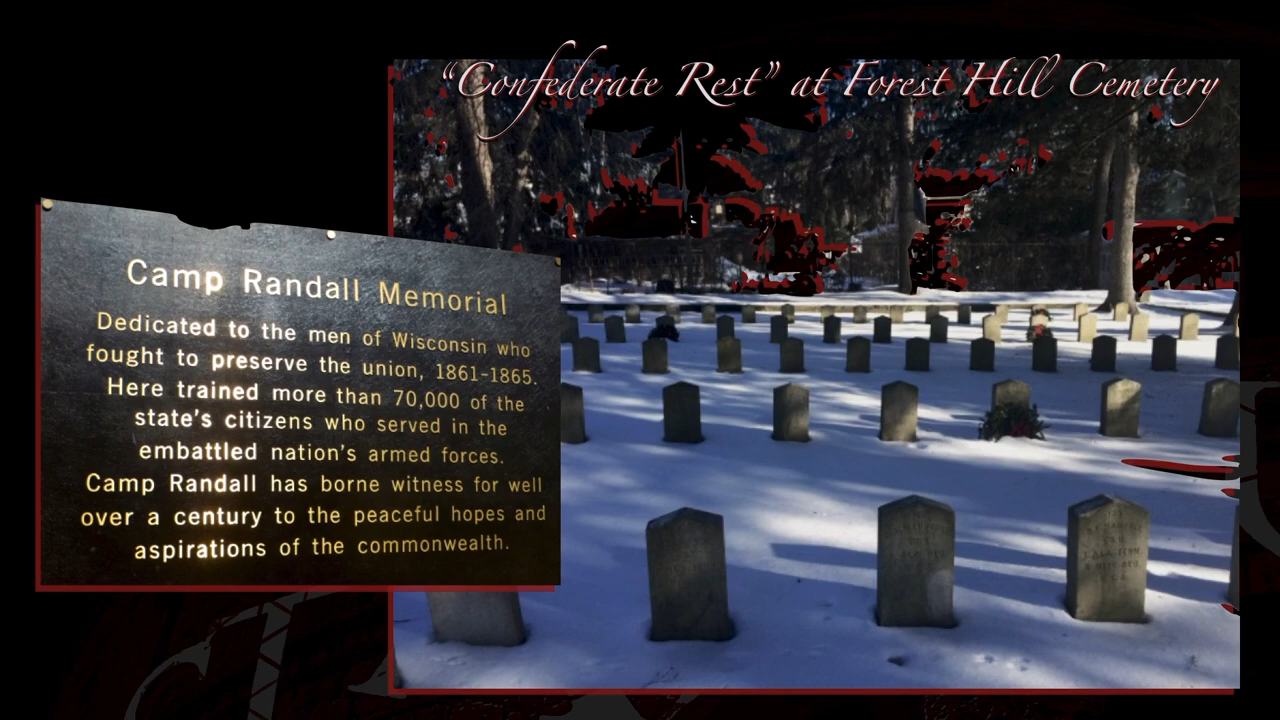 “Confederate Rest” at Forest Hill Cemetery
Camp Randall Memorial
Dedicated to the men of Wisconsin who
fought to preserve the union, 1861-1865.
Here trained more than 70,000 of the
state's citizens who served in the
embattled nation's armed forces.
Camp Randall has borne witness for well
over a century to the peaceful hopes and
aspirations of the commonwealth.